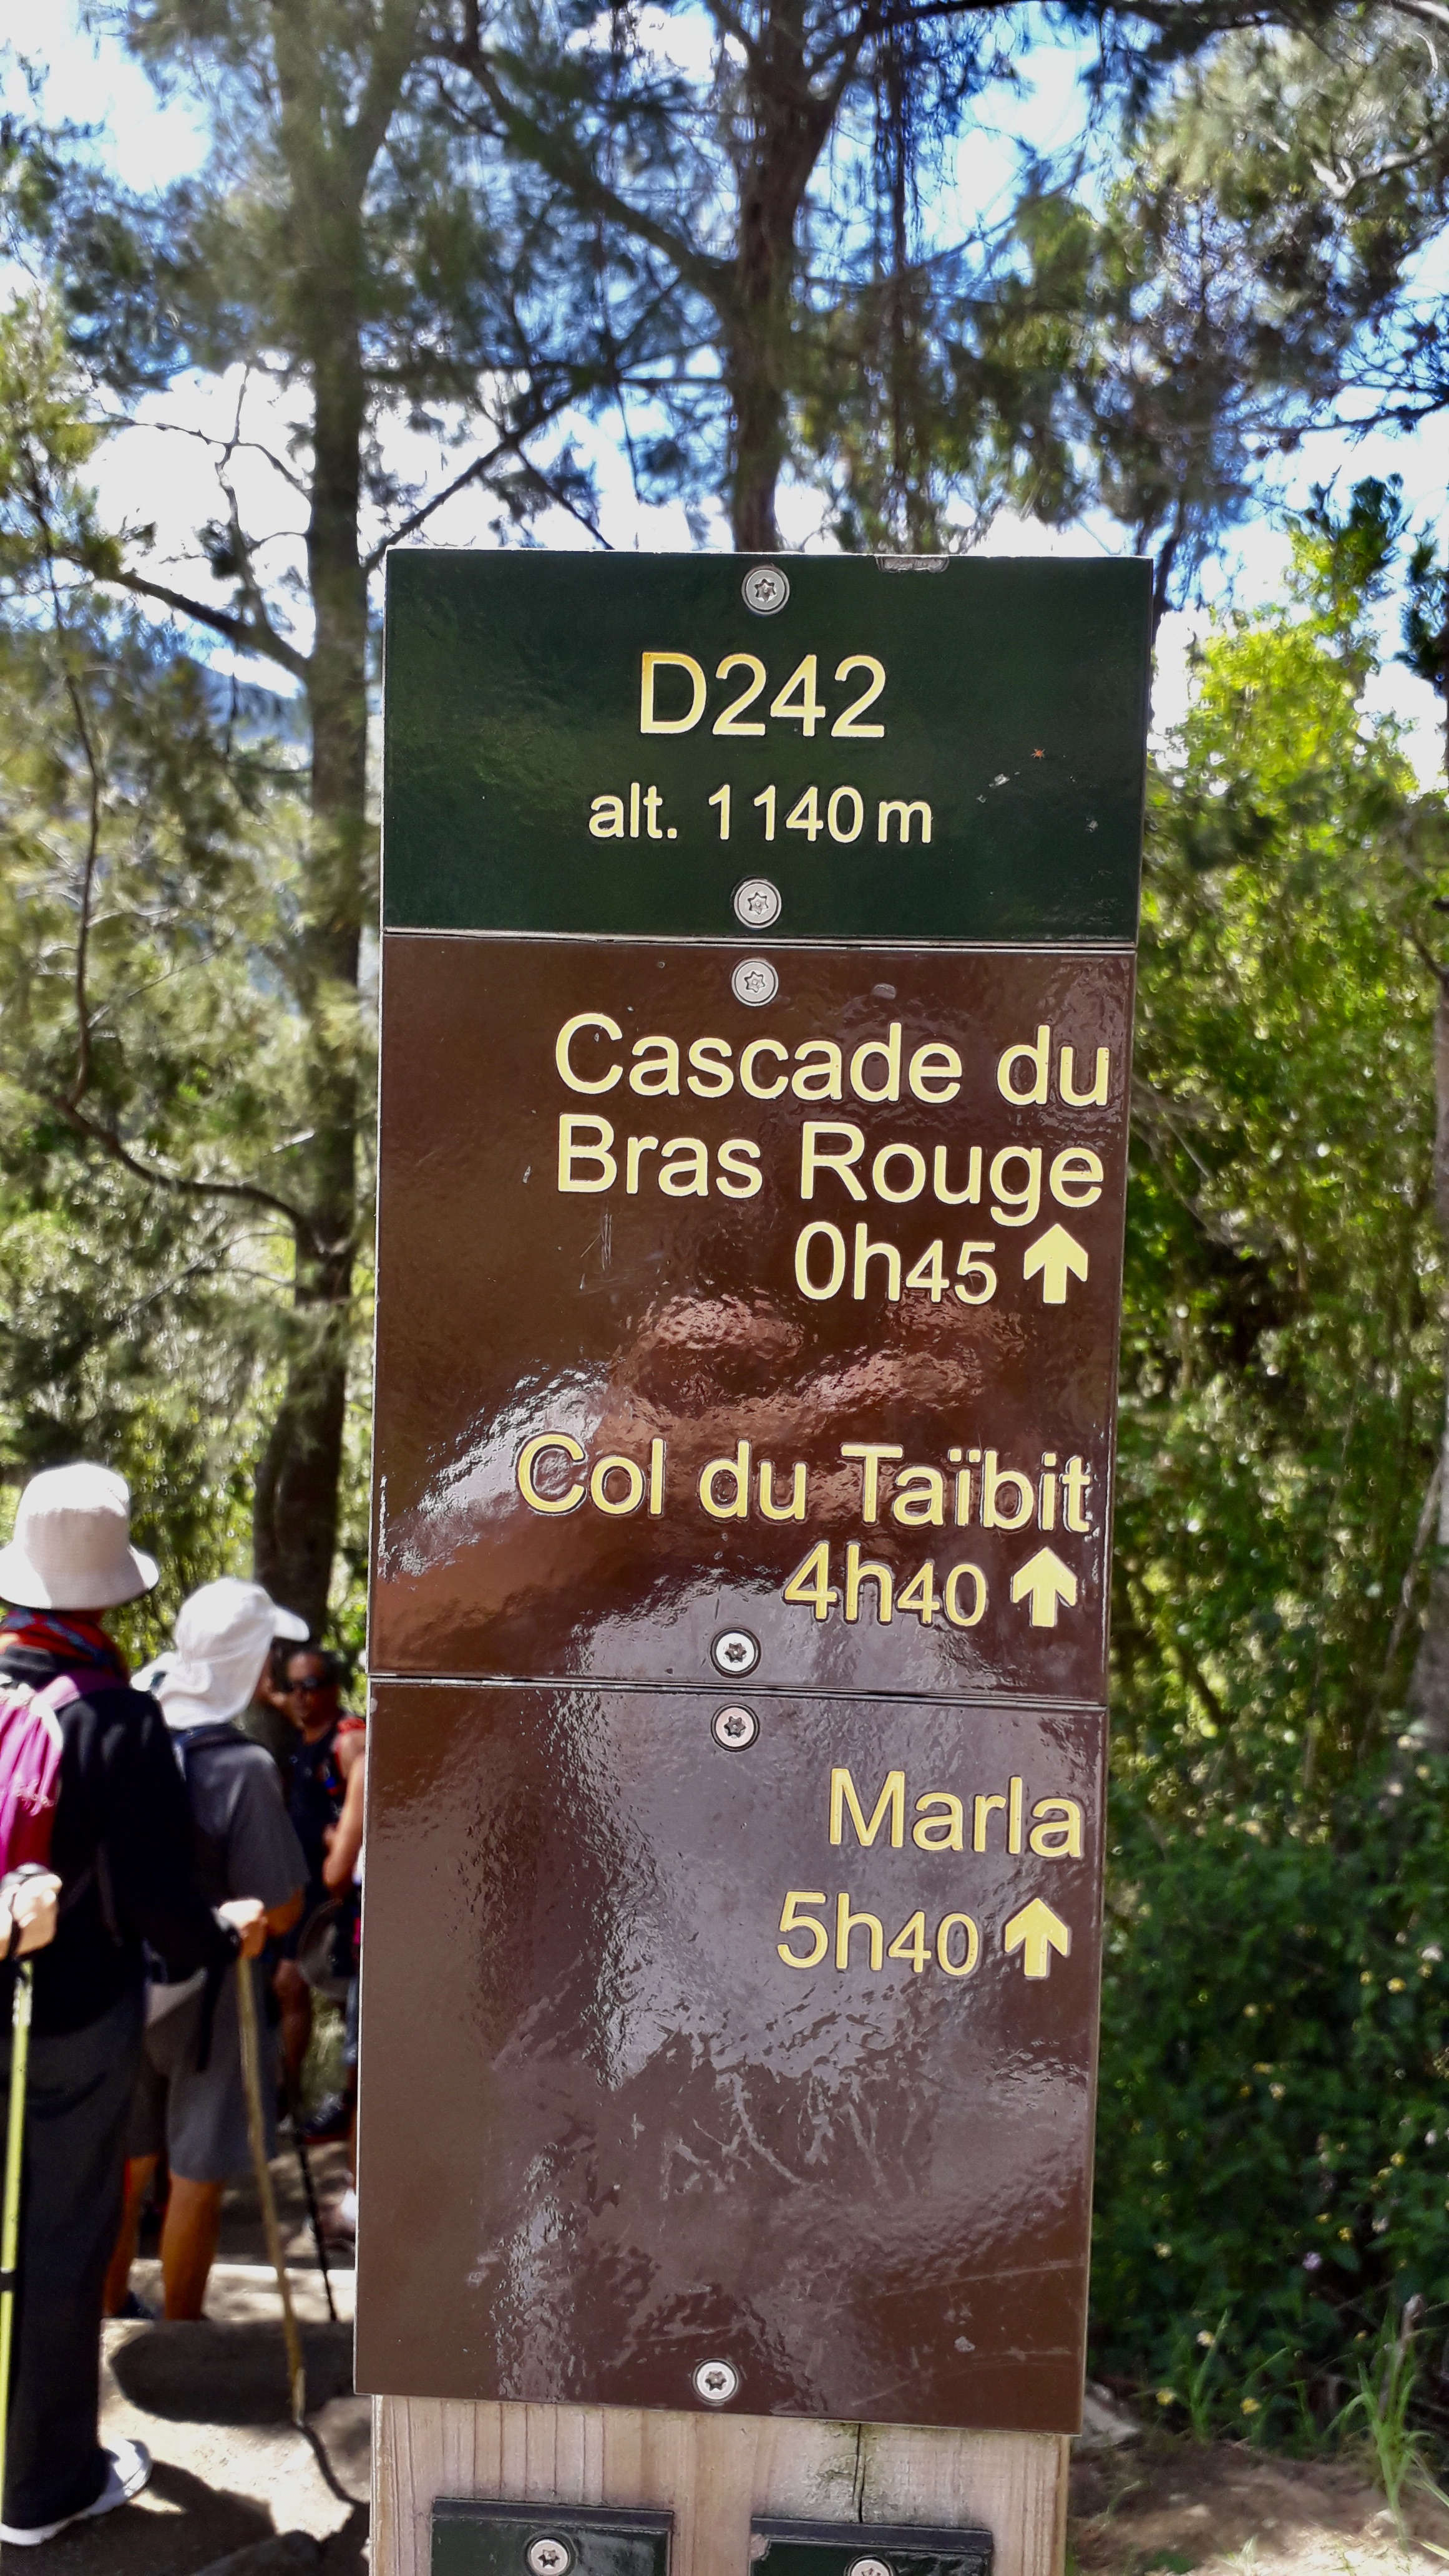 D242
alt. 1140 m
Cascade du
Bras Rouge
0h45 ↑
Col du Taïbit
4h40 ↑
Marla
5h40 ↑